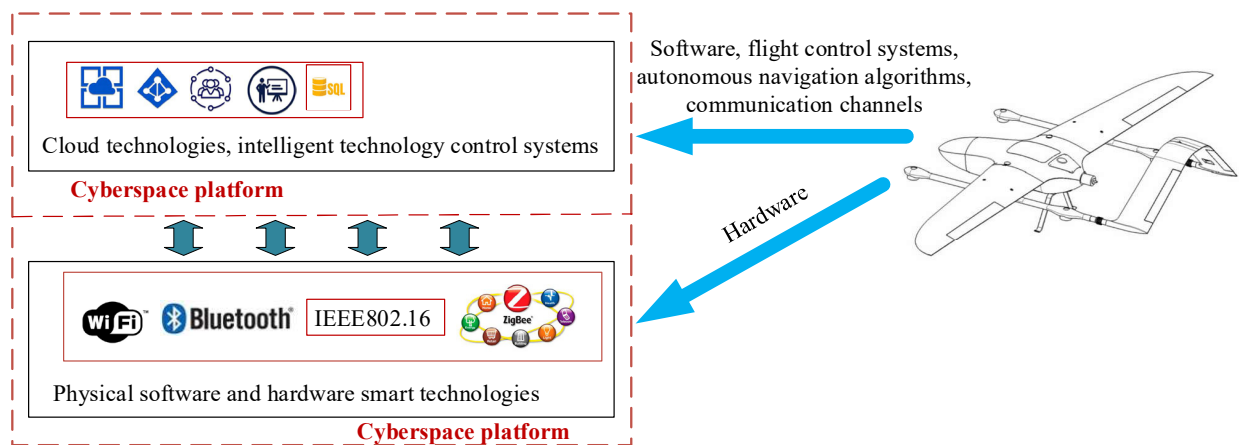 SQL
Cloud technologies, intelligent technology control systems
Cyberspace platform
Software, flight control systems,
autonomous navigation algorithms,
communication channels
Hardware
WiFi™
Bluetooth®
IEEE802.16
Z
ZigBee®
Physical software and hardware smart technologies
Cyberspace platform